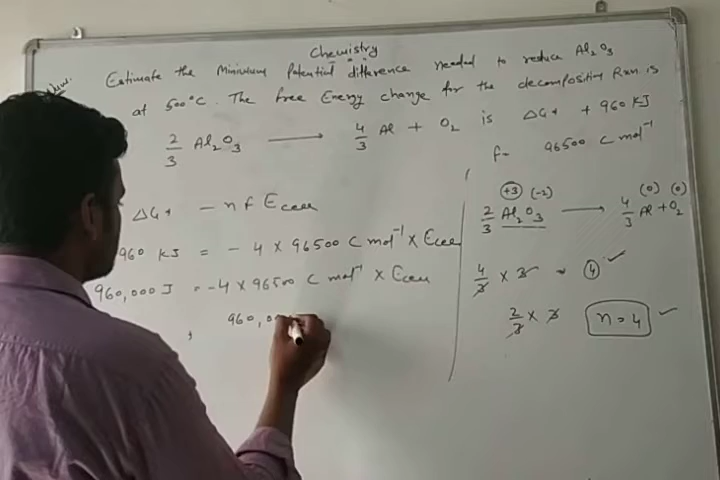 Chemistry
Estimate the Minimum Potential difference needed to reduce Al₂O₃
at 500°C. The free Energy change for the decomposition Rxn is
2/3 Al₂O₃ → 4/3 Al + O₂ is ΔG + + 960 KJ
F = 96500 C mol⁻¹
ΔG + - n f Ecell
960 KJ = - 4 × 96500 C mol⁻¹ × Ecell
960,000 J = - 4 × 96500 C mol⁻¹ × Ecell
960,0
(+3) (-2) (0) (0)
2/3 Al₂O₃ → 4/3 Al + O₂
4/3 × 3 = 4 ✓
2/3 × 3 n = 4 ✓